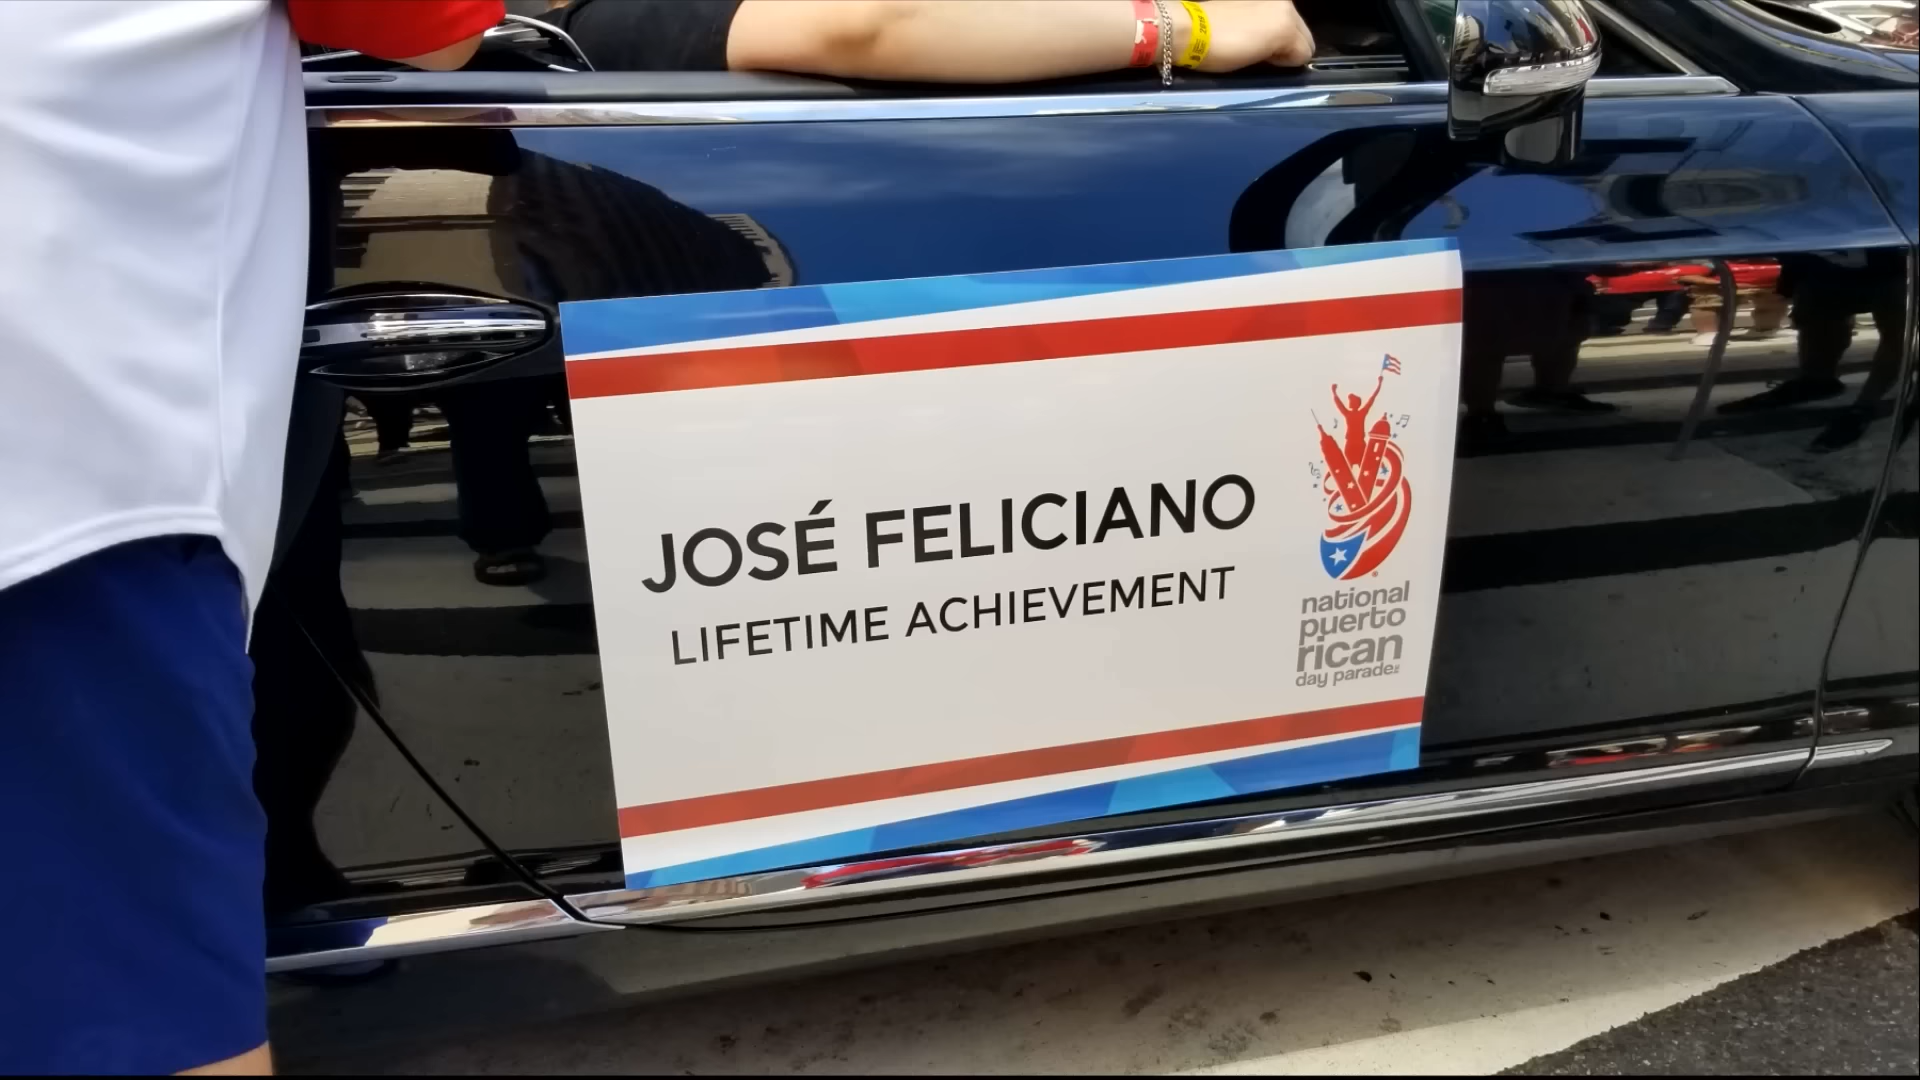 JOSÉ FELICIANO
LIFETIME ACHIEVEMENT
national
puerto
rican
day parade